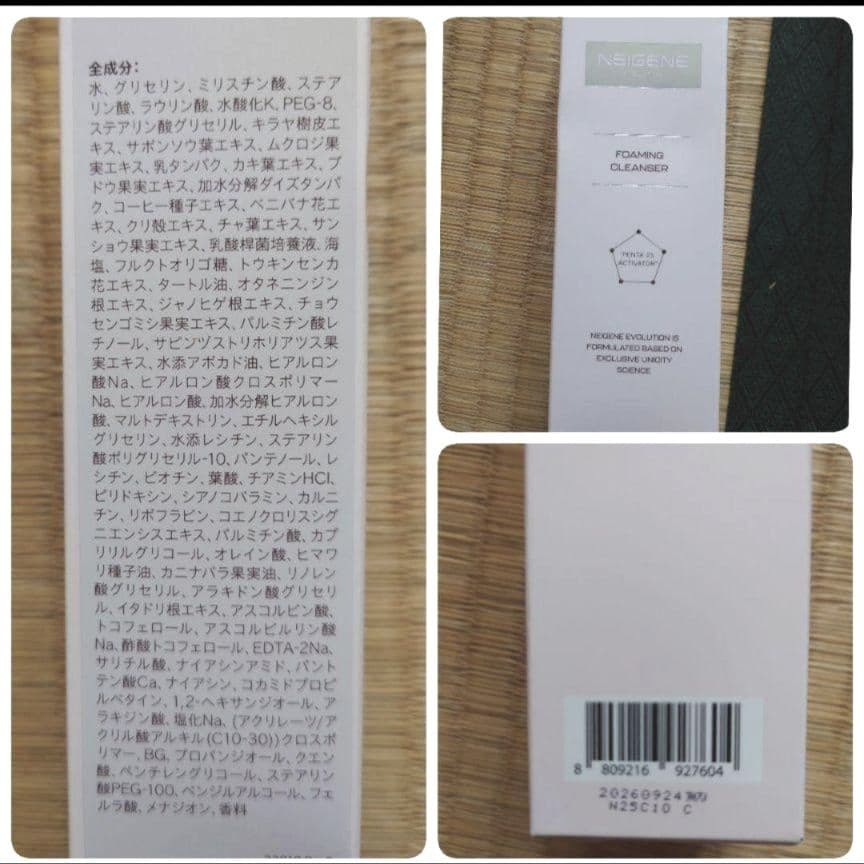 全成分:
水、グリセリン、ミリスチン酸、ステア
リン酸、ラウリン酸、水酸化K、PEG-8、
ステアリン酸グリセリル、キラヤ樹皮エ
キス、サボンソウ葉エキス、ムクロジ果
実エキス、乳タンパク、カキ葉エキス、ブ
ドウ果実エキス、加水分解ダイズタンパ
ク、コーヒー種子エキス、ベニバナ花エ
キス、クリ殻エキス、チャ葉エキス、サン
ショウ果実エキス、乳酸桿菌培養液、海
塩、フルクトオリゴ糖、トウキンセンカ
花エキス、タートル油、オタネニンジン
根エキス、ジャノヒゲ根エキス、チョウ
センゴミシ果実エキス、パルミチン酸レ
チノール、サピンヅストリホリアツス果
実エキス、水添アボカド油、ヒアルロン
酸Na、ヒアルロン酸クロスポリマー
Na、ヒアルロン酸、加水分解ヒアルロン
酸、マルトデキストリン、エチルヘキシル
グリセリン、水添レシチン、ステアリン
酸ポリグリセリル-10、パンテノール、レ
シチン、ビオチン、葉酸、チアミンHCl、
ピリドキシン、シアノコバラミン、カルニ
チン、リボフラビン、コエノクロリスシグ
ニエンシスエキス、パルミチン酸、カプ
リリルグリコール、オレイン酸、ヒマワ
リ種子油、カニナバラ果実油、リノレン
酸グリセリル、アラキドン酸グリセリ
ル、イタドリ根エキス、アスコルビン酸、
トコフェロール、アスコルビルリン酸
Na、酢酸トコフェロール、EDTA-2Na、
サリチル酸、ナイアシンアミド、パント
テン酸Ca、ナイアシン、コカミドプロピ
ルベタイン、1,2-ヘキサンジオール、ア
ラキジン酸、塩化Na、(アクリレーツ/ア
クリル酸アルキル(C10-30))クロスポ
リマー、BG、プロパンジオール、クエン
酸、ペンチレングリコール、ステアリン
酸PEG-100、ベンジルアルコール、フェ
ルラ酸、メナジオン、香料
NEIGENE
FOAMING
CLEANSER
"PENTA-25
ACTIVATOR"
NEIGENE EVOLUTION IS
FORMULATED BASED ON
EXCLUSIVE UNICITY
SCIENCE
8 809216 927604
20260924
N25C10 C